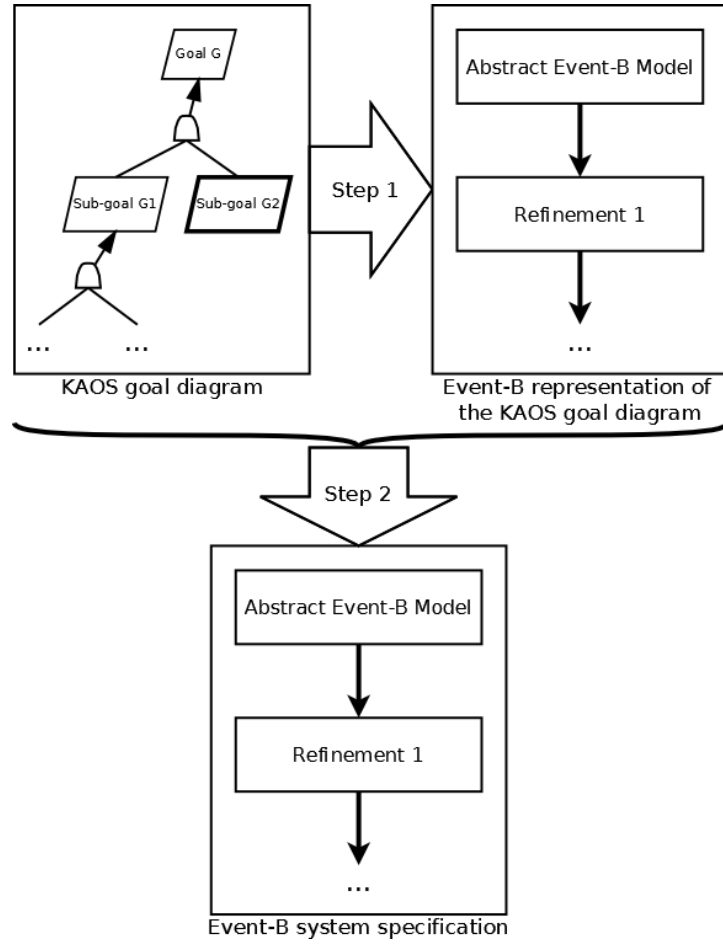 Goal G
Sub-goal G1
Sub-goal G2
...
...
KAOS goal diagram
Step 1
Abstract Event-B Model
Refinement 1
...
Event-B representation of
the KAOS goal diagram
Step 2
Abstract Event-B Model
Refinement 1
...
Event-B system specification